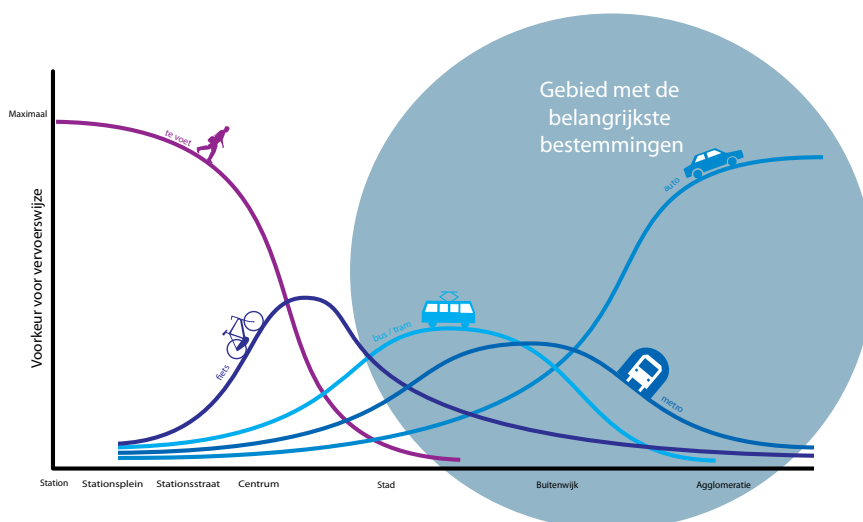 Gebied met de
belangrijkste
bestemmingen
Maximaal
te voet
auto
Voorkeur voor vervoerswijze
bus / tram
fiets
metro
Station
Stationsplein
Stationsstraat
Centrum
Stad
Buitenwijk
Agglomeratie